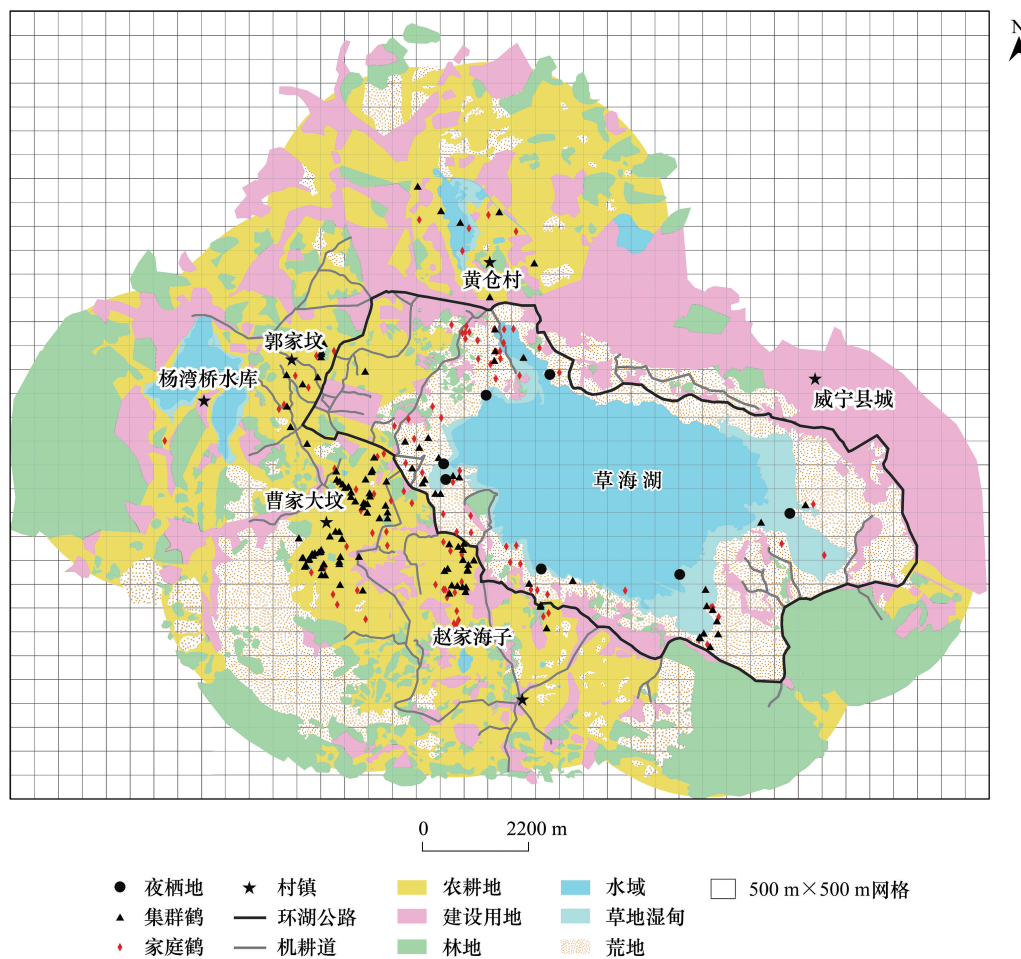 N
黄仓村
郭家坟
杨湾桥水库
威宁县城
草海湖
曹家大坟
赵家海子
0 2200 m
夜栖地 村镇 农耕地 水域 500 m×500 m网格
集群鹤 环湖公路 建设用地 草地湿甸
家庭鹤 机耕道 林地 荒地